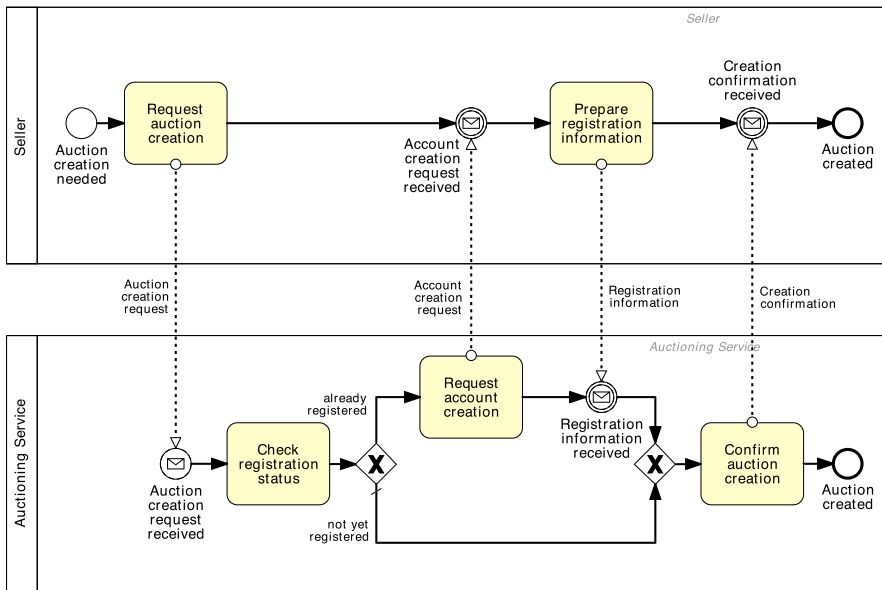 Seller
Seller
Auction
creation
needed
Request
auction
creation
Account
creation
request
received
Prepare
registration
information
Creation
confirmation
received
Auction
created
Auction
creation
request
Account
creation
request
Registration
information
Creation
confirmation
Auctioning Service
Auctioning Service
Auction
creation
request
received
Check
registration
status
already
registered
not yet
registered
Request
account
creation
Registration
information
received
Confirm
auction
creation
Auction
created